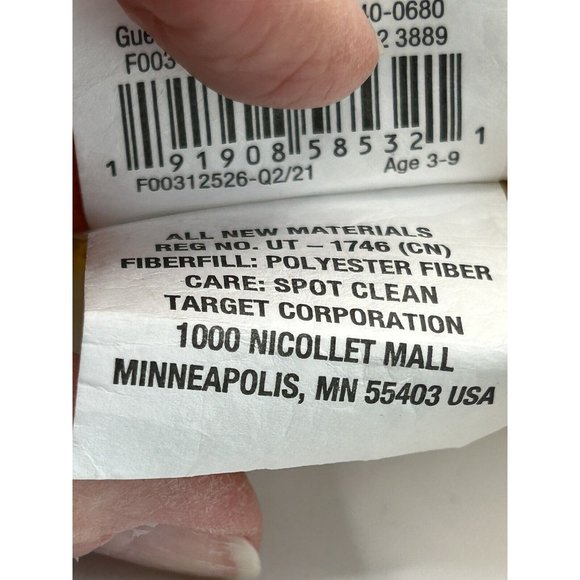 40-0680
Gue
2 3889
F003
1 91908 58532 1
F00312526-Q2/21
Age 3-9
ALL NEW MATERIALS
REG NO. UT – 1746 (CN)
FIBERFILL: POLYESTER FIBER
CARE: SPOT CLEAN
TARGET CORPORATION
1000 NICOLLET MALL
MINNEAPOLIS, MN 55403 USA